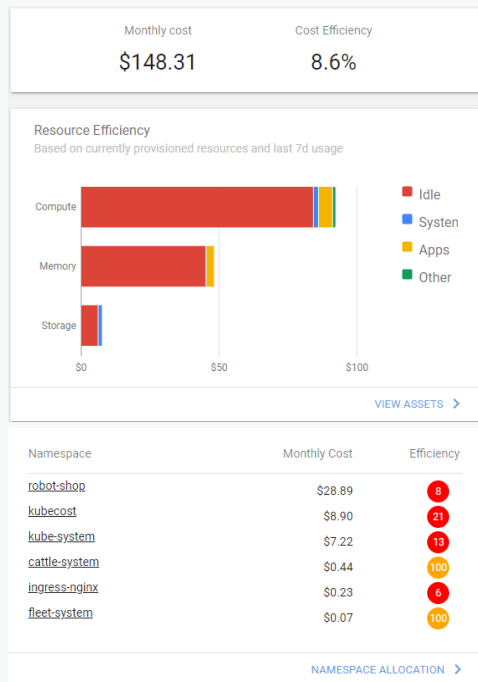 Monthly cost Cost Efficiency
$148.31 8.6%
Resource Efficiency
Based on currently provisioned resources and last 7d usage
Compute
Memory
Storage
$0 $50 $100
Idle
Systen
Apps
Other
VIEW ASSETS
Namespace Monthly Cost Efficiency
robot-shop $28.89 8
kubecost $8.90 21
kube-system $7.22 13
cattle-system $0.44 100
ingress-nginx $0.23 6
fleet-system $0.07 100
NAMESPACE ALLOCATION